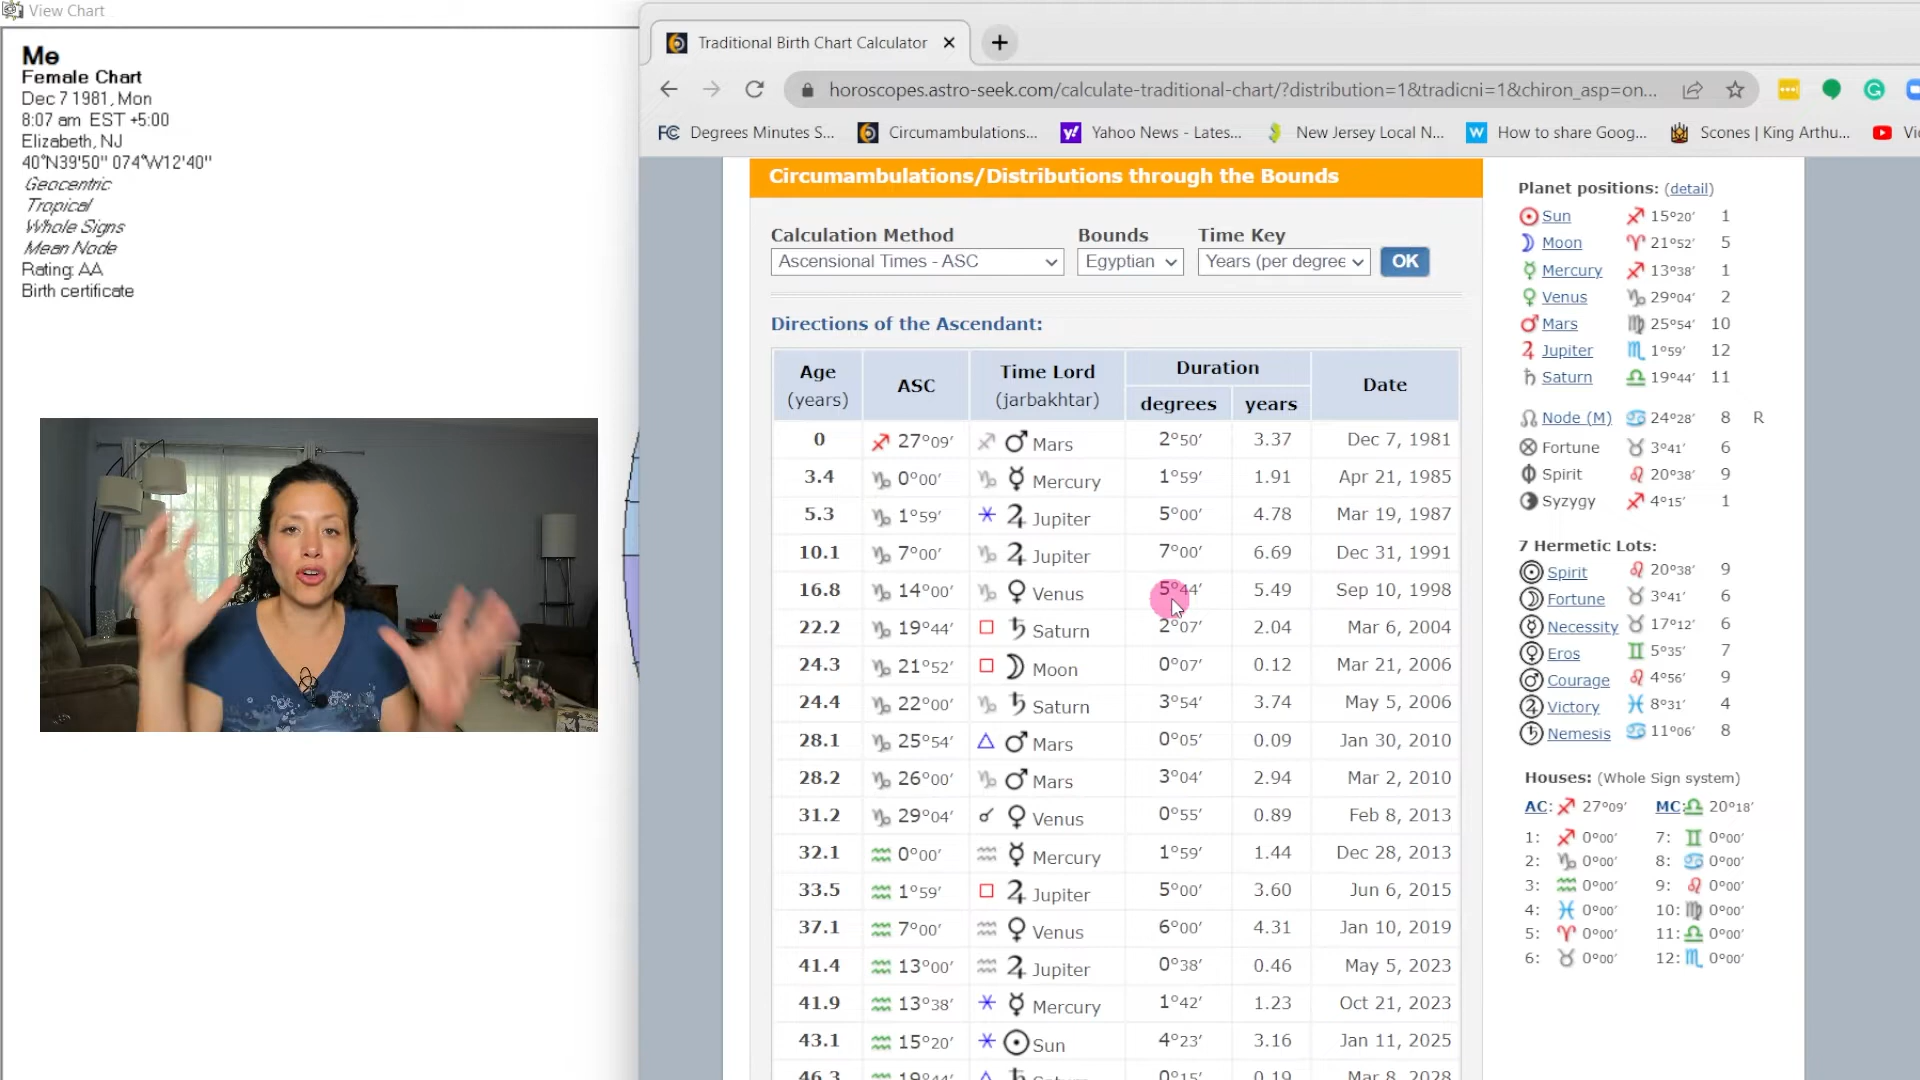 View Chart
Me
Female Chart
Dec 7 1981, Mon
8:07 am EST +5:00
Elizabeth, NJ
40°N39'50" 074°W12'40"
Geocentric
Tropical
Whole Signs
Mean Node
Rating: AA
Birth certificate
Traditional Birth Chart Calculator
horoscopes.astro-seek.com/calculate-traditional-chart/?distribution=1&tradicni=1&chiron_asp=on...
FC Degrees Minutes S... Circumambulations... Yahoo News - Lates... New Jersey Local N... W How to share Goog... Scones | King Arthu...
Circumambulations/Distributions through the Bounds
Calculation Method Bounds Time Key
Ascensional Times - ASC Egyptian Years (per degree OK
Directions of the Ascendant:
Age (years) ASC Time Lord (jarbakhtar) Duration degrees years Date
0 ♐ 27°09' ♐ ♂ Mars 2°50' 3.37 Dec 7, 1981
3.4 ♑ 0°00' ♑ ☿ Mercury 1°59' 1.91 Apr 21, 1985
5.3 ♑ 1°59' ⚹ ♃ Jupiter 5°00' 4.78 Mar 19, 1987
10.1 ♑ 7°00' ♑ ♃ Jupiter 7°00' 6.69 Dec 31, 1991
16.8 ♑ 14°00' ♑ ♀ Venus 5°44' 5.49 Sep 10, 1998
22.2 ♑ 19°44' □ ♄ Saturn 2°07' 2.04 Mar 6, 2004
24.3 ♑ 21°52' □ ☽ Moon 0°07' 0.12 Mar 21, 2006
24.4 ♑ 22°00' ♑ ♄ Saturn 3°54' 3.74 May 5, 2006
28.1 ♑ 25°54' △ ♂ Mars 0°05' 0.09 Jan 30, 2010
28.2 ♑ 26°00' ♑ ♂ Mars 3°04' 2.94 Mar 2, 2010
31.2 ♑ 29°04' ☌ ♀ Venus 0°55' 0.89 Feb 8, 2013
32.1 ♒ 0°00' ♒ ☿ Mercury 1°59' 1.44 Dec 28, 2013
33.5 ♒ 1°59' □ ♃ Jupiter 5°00' 3.60 Jun 6, 2015
37.1 ♒ 7°00' ♒ ♀ Venus 6°00' 4.31 Jan 10, 2019
41.4 ♒ 13°00' ♒ ♃ Jupiter 0°38' 0.46 May 5, 2023
41.9 ♒ 13°38' ⚹ ☿ Mercury 1°42' 1.23 Oct 21, 2023
43.1 ♒ 15°20' ⚹ ☉ Sun 4°23' 3.16 Jan 11, 2025
46.3 ♒ 19°44' △ ♄ Saturn 0°15' 0.19 Mar 8, 2028
Planet positions: (detail)
Sun ♐ 15°20' 1
Moon ♈ 21°52' 5
Mercury ♐ 13°38' 1
Venus ♑ 29°04' 2
Mars ♍ 25°54' 10
Jupiter ♏ 1°59' 12
Saturn ♎ 19°44' 11
Node (M) ♋ 24°28' 8 R
Fortune ♉ 3°41' 6
Spirit ♌ 20°38' 9
Syzygy ♐ 4°15' 1
7 Hermetic Lots:
Spirit ♌ 20°38' 9
Fortune ♉ 3°41' 6
Necessity ♉ 17°12' 6
Eros ♊ 5°35' 7
Courage ♌ 4°56' 9
Victory ♓ 8°31' 4
Nemesis ♋ 11°06' 8
Houses: (Whole Sign system)
AC: ♐ 27°09' MC: ♎ 20°18'
1: ♐ 0°00' 7: ♊ 0°00'
2: ♑ 0°00' 8: ♋ 0°00'
3: ♒ 0°00' 9: ♌ 0°00'
4: ♓ 0°00' 10: ♍ 0°00'
5: ♈ 0°00' 11: ♎ 0°00'
6: ♉ 0°00' 12: ♏ 0°00'